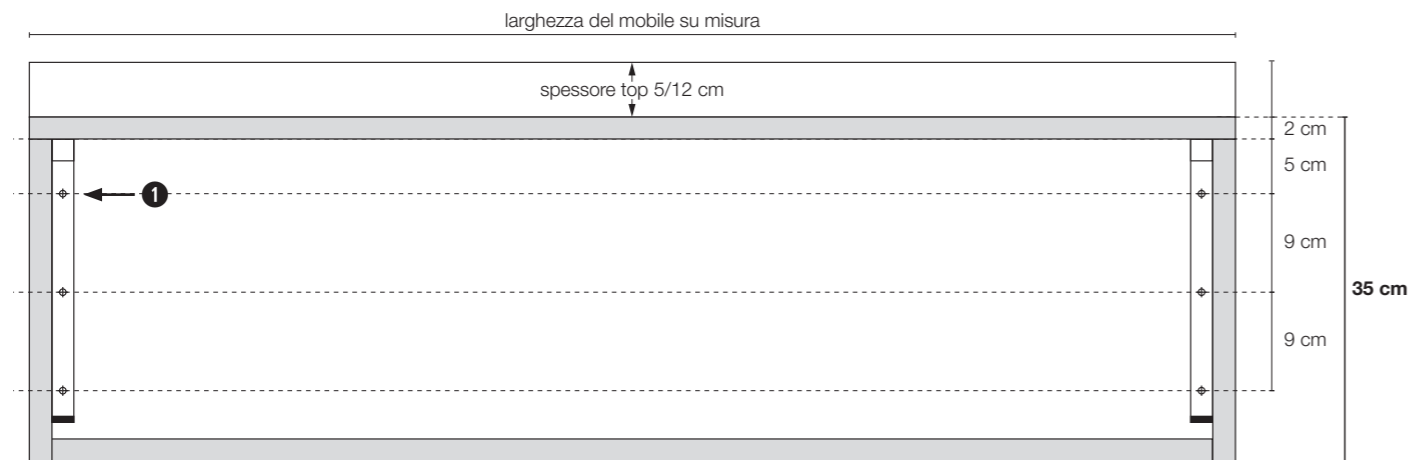 larghezza del mobile su misura
spessore top 5/12 cm
2 cm
5 cm
1
9 cm
35 cm
9 cm